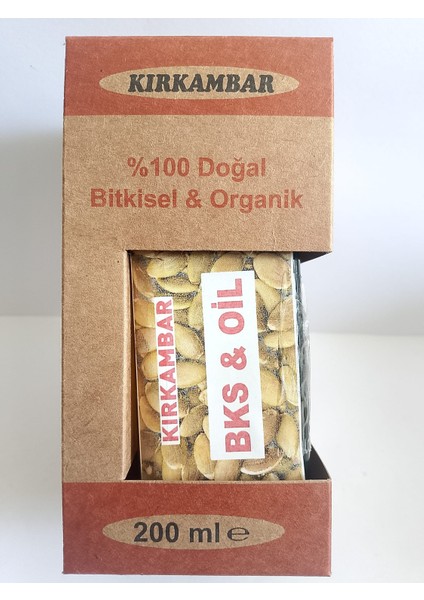 KIRKAMBAR
%100 Doğal
Bitkisel & Organik
KIRKAMBAR
BKS & OİL
200 ml ℮